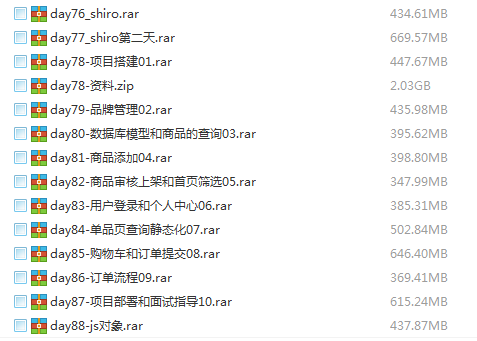 day76_shiro.rar 434.61MB
day77_shiro第二天.rar 669.57MB
day78-项目搭建01.rar 447.67MB
day78-资料.zip 2.03GB
day79-品牌管理02.rar 435.98MB
day80-数据库模型和商品的查询03.rar 395.62MB
day81-商品添加04.rar 398.80MB
day82-商品审核上架和首页筛选05.rar 347.99MB
day83-用户登录和个人中心06.rar 385.31MB
day84-单品页查询静态化07.rar 502.84MB
day85-购物车和订单提交08.rar 646.40MB
day86-订单流程09.rar 369.41MB
day87-项目部署和面试指导10.rar 615.24MB
day88-js对象.rar 437.87MB